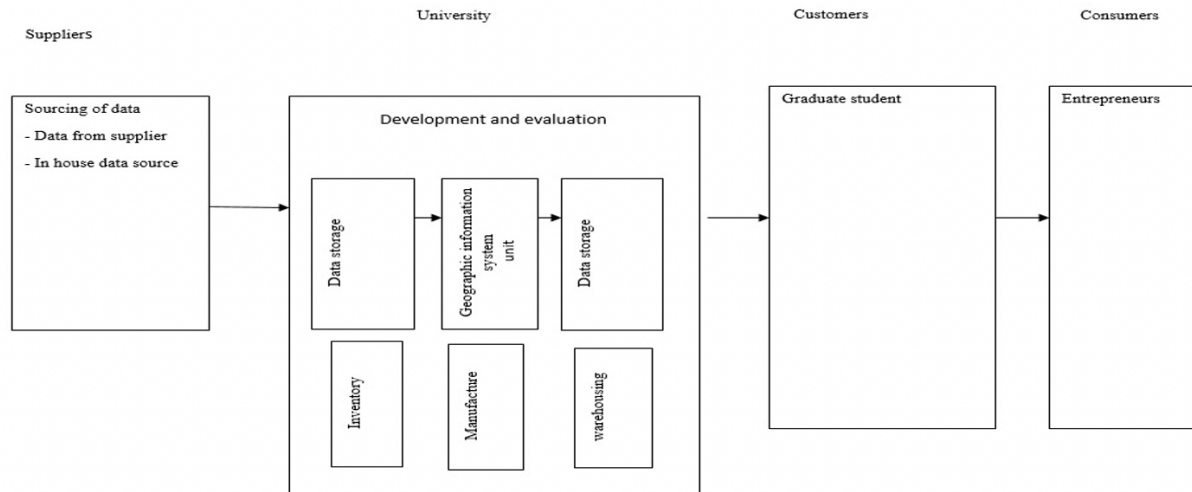 Suppliers
University
Customers
Consumers
Sourcing of data
- Data from supplier
- In house data source
Development and evaluation
Data storage
Geographic information
system
unit
Data storage
Inventory
Manufacture
warehousing
Graduate student
Entrepreneurs